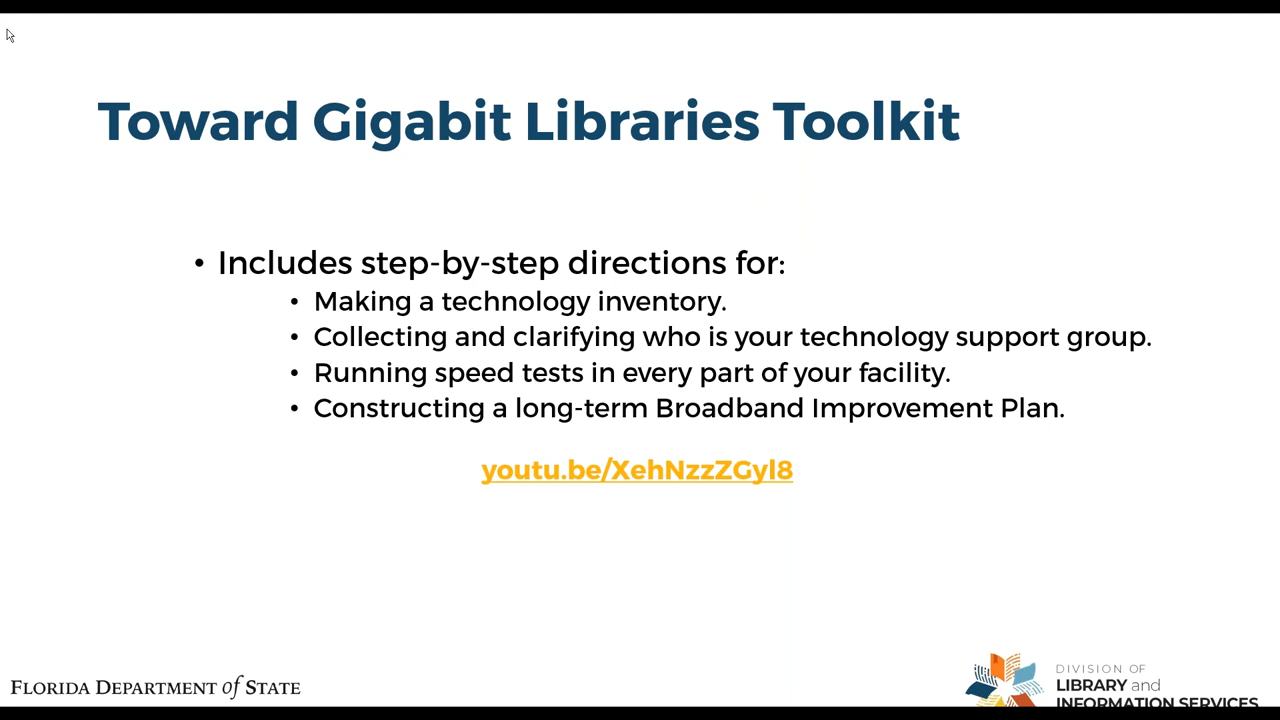 Toward Gigabit Libraries Toolkit
• Includes step-by-step directions for:
• Making a technology inventory.
• Collecting and clarifying who is your technology support group.
• Running speed tests in every part of your facility.
• Constructing a long-term Broadband Improvement Plan.
youtu.be/XehNzzZGyl8
FLORIDA DEPARTMENT of STATE
DIVISION OF
LIBRARY and
INFORMATION SERVICES